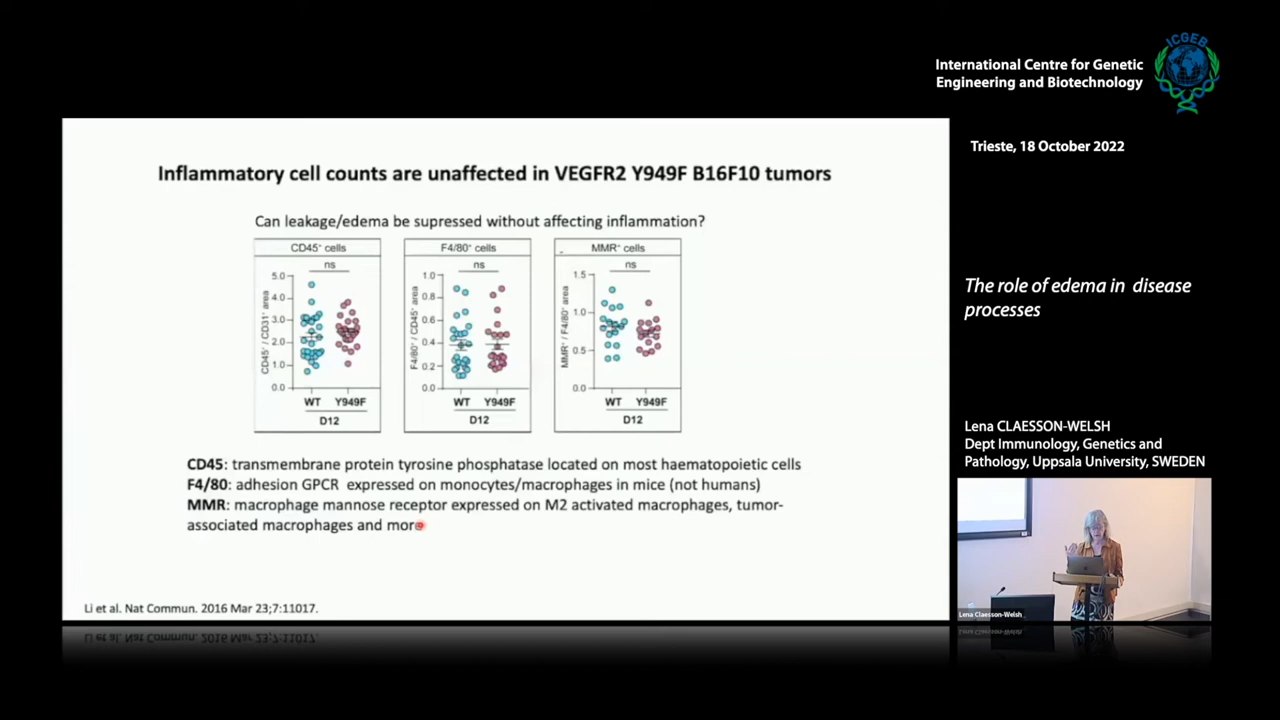 ICGEB
International Centre for Genetic
Engineering and Biotechnology
Trieste, 18 October 2022
Inflammatory cell counts are unaffected in VEGFR2 Y949F B16F10 tumors
Can leakage/edema be supressed without affecting inflammation?
CD45⁺ cells
ns
CD45⁺ / CD31⁺ area
5.0
4.0
3.0
2.0
1.0
0.0
WT Y949F
D12
F4/80⁺ cells
ns
F4/80⁺ / CD45⁺ area
1.0
0.8
0.6
0.4
0.2
0.0
WT Y949F
D12
MMR⁺ cells
ns
MMR⁺ / F4/80⁺ area
1.5
1.0
0.5
0.0
WT Y949F
D12
CD45: transmembrane protein tyrosine phosphatase located on most haematopoietic cells
F4/80: adhesion GPCR expressed on monocytes/macrophages in mice (not humans)
MMR: macrophage mannose receptor expressed on M2 activated macrophages, tumor-
associated macrophages and more
Li et al. Nat Commun. 2016 Mar 23;7:11017.
The role of edema in disease
processes
Lena CLAESSON-WELSH
Dept Immunology, Genetics and
Pathology, Uppsala University, SWEDEN
Lena Claesson-Welsh